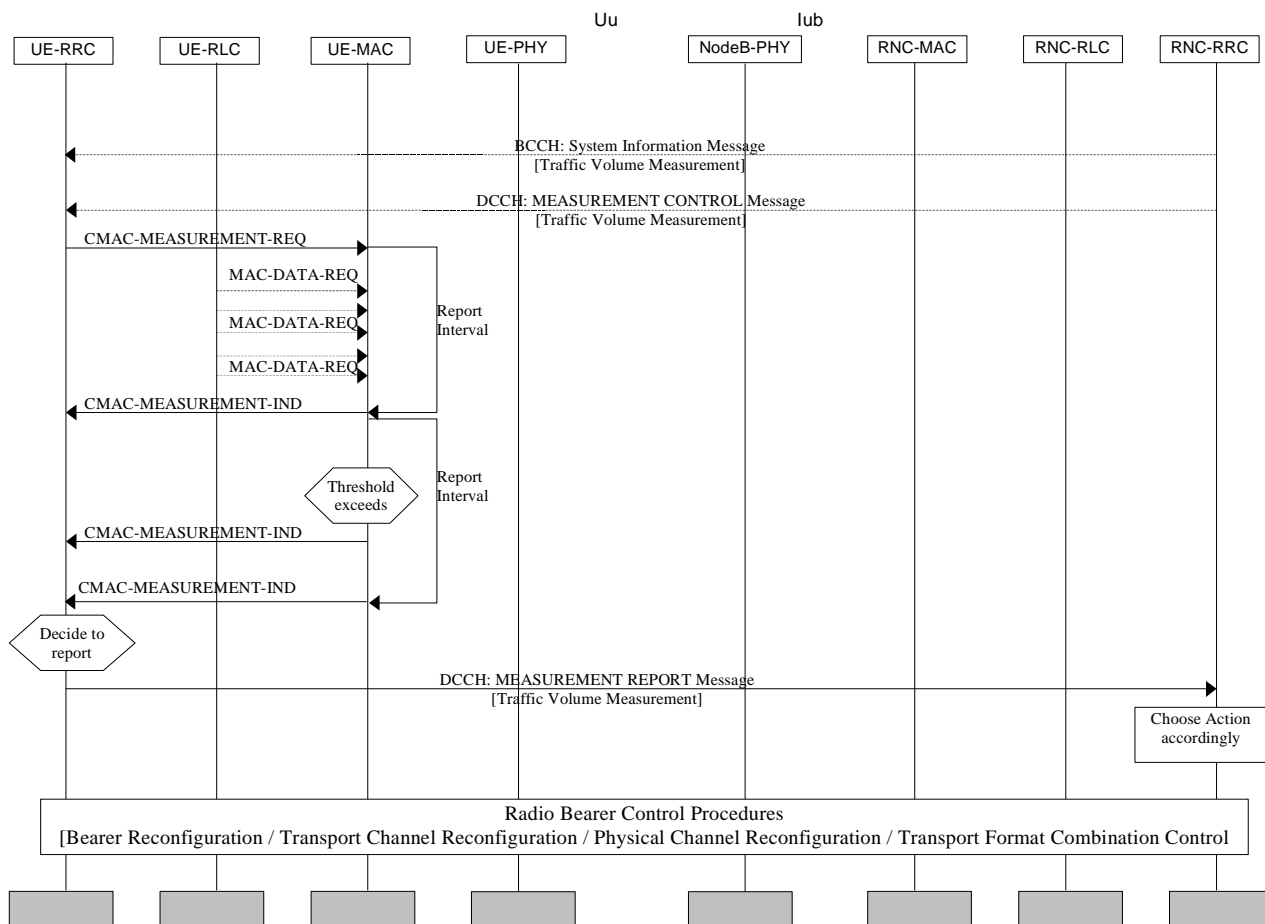 Uu Iub
UE-RRC UE-RLC UE-MAC UE-PHY NodeB-PHY RNC-MAC RNC-RLC RNC-RRC
BCCH: System Information Message
[Traffic Volume Measurement]
DCCH: MEASUREMENT CONTROL Message
[Traffic Volume Measurement]
CMAC-MEASUREMENT-REQ
MAC-DATA-REQ
Report
Interval
MAC-DATA-REQ
MAC-DATA-REQ
CMAC-MEASUREMENT-IND
Report
Interval
Threshold
exceeds
CMAC-MEASUREMENT-IND
CMAC-MEASUREMENT-IND
Decide to
report
DCCH: MEASUREMENT REPORT Message
[Traffic Volume Measurement]
Choose Action
accordingly
Radio Bearer Control Procedures
[Bearer Reconfiguration / Transport Channel Reconfiguration / Physical Channel Reconfiguration / Transport Format Combination Control